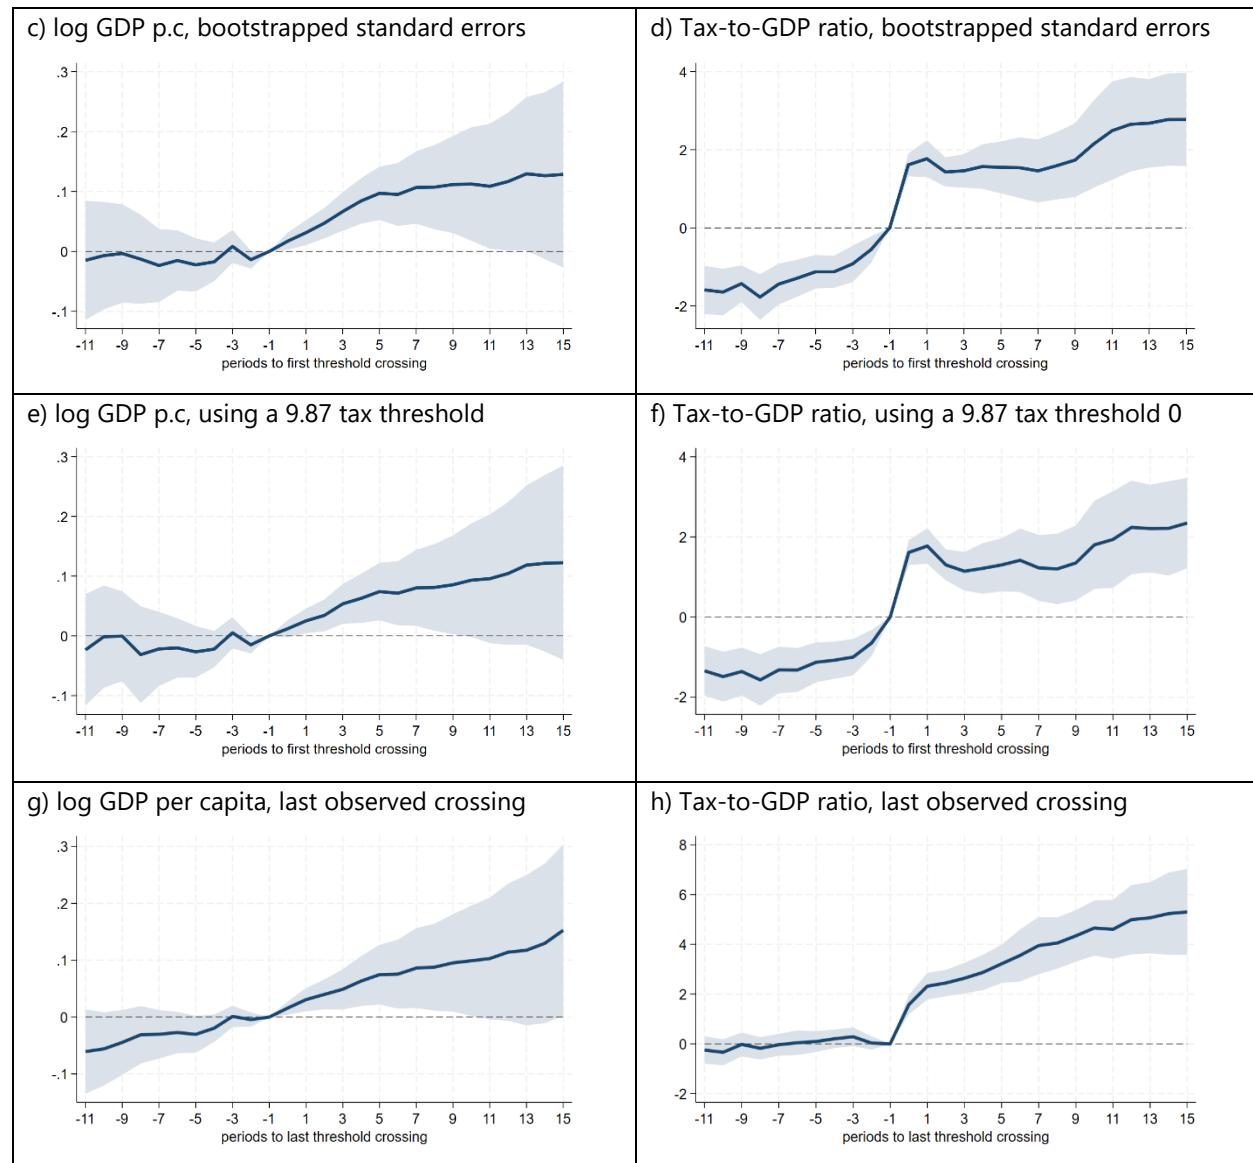 c) log GDP p.c, bootstrapped standard errors
.3
.2
.1
0
-.1
-11 -9 -7 -5 -3 -1 1 3 5 7 9 11 13 15
periods to first threshold crossing
d) Tax-to-GDP ratio, bootstrapped standard errors
4
2
0
-2
-11 -9 -7 -5 -3 -1 1 3 5 7 9 11 13 15
periods to first threshold crossing
e) log GDP p.c, using a 9.87 tax threshold
.3
.2
.1
0
-.1
-11 -9 -7 -5 -3 -1 1 3 5 7 9 11 13 15
periods to first threshold crossing
f) Tax-to-GDP ratio, using a 9.87 tax threshold 0
4
2
0
-2
-11 -9 -7 -5 -3 -1 1 3 5 7 9 11 13 15
periods to first threshold crossing
g) log GDP per capita, last observed crossing
.3
.2
.1
0
-.1
-11 -9 -7 -5 -3 -1 1 3 5 7 9 11 13 15
periods to last threshold crossing
h) Tax-to-GDP ratio, last observed crossing
8
6
4
2
0
-2
-11 -9 -7 -5 -3 -1 1 3 5 7 9 11 13 15
periods to last threshold crossing